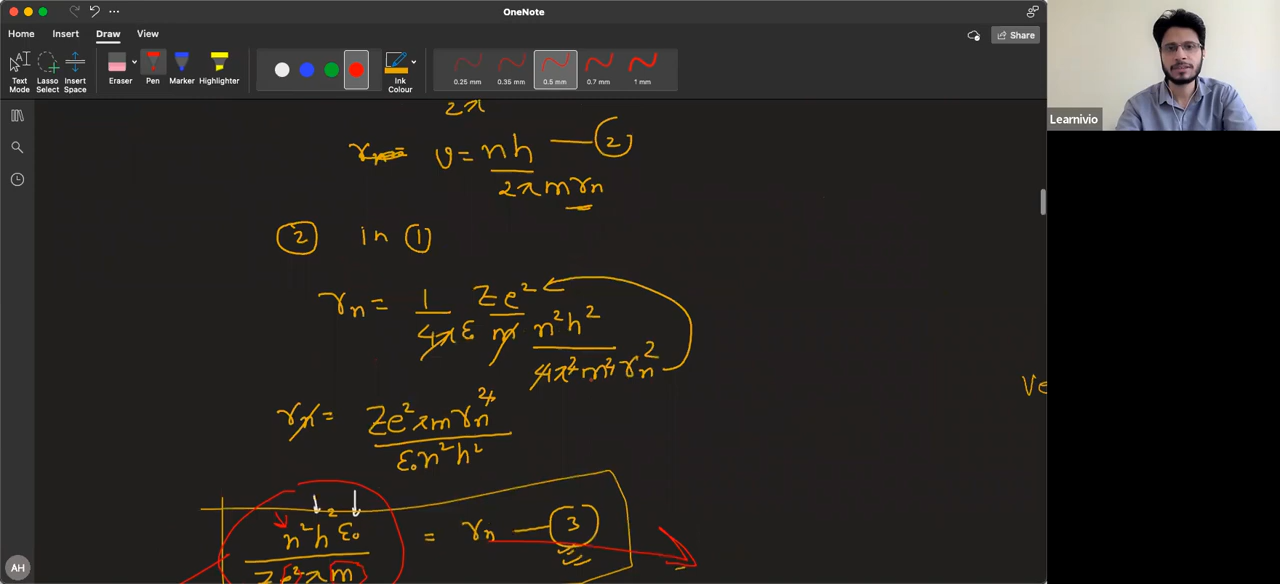 OneNote
Home Insert Draw View
Share
Text Mode
Lasso Select
Insert Space
Eraser
Pen
Marker
Highlighter
Ink Colour
0.25 mm
0.35 mm
0.5 mm
0.7 mm
1 mm
Learnivio
2π
v = nh / 2πmrn — ②
② in ①
rn = 1/4πε Ze²/m n²h²/4π²m²rn²
rn = Ze²πmrn² / ε₀n²h²
n²h²ε₀ / Ze²πm = rn — ③
Ve
AH